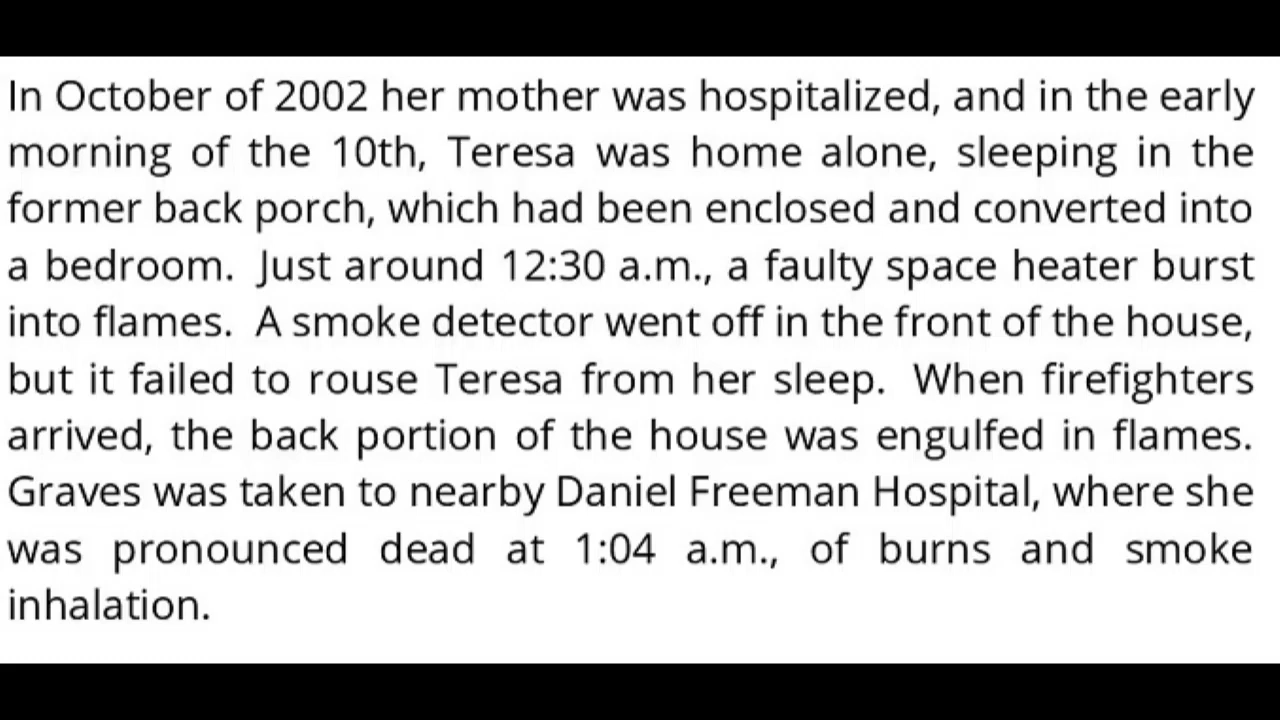 In October of 2002 her mother was hospitalized, and in the early
morning of the 10th, Teresa was home alone, sleeping in the
former back porch, which had been enclosed and converted into
a bedroom.  Just around 12:30 a.m., a faulty space heater burst
into flames.  A smoke detector went off in the front of the house,
but it failed to rouse Teresa from her sleep.  When firefighters
arrived, the back portion of the house was engulfed in flames.
Graves was taken to nearby Daniel Freeman Hospital, where she
was pronounced dead at 1:04 a.m., of burns and smoke
inhalation.